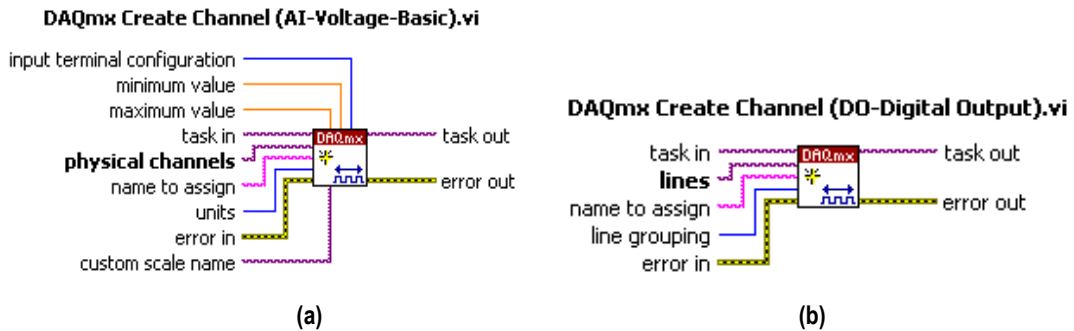 DAQmx Create Channel (AI-Voltage-Basic).vi
input terminal configuration
minimum value
maximum value
task in
DAQmx
task out
physical channels
name to assign
error out
units
error in
custom scale name
(a)
DAQmx Create Channel (DO-Digital Output).vi
task in
DAQmx
task out
lines
name to assign
error out
line grouping
error in
(b)